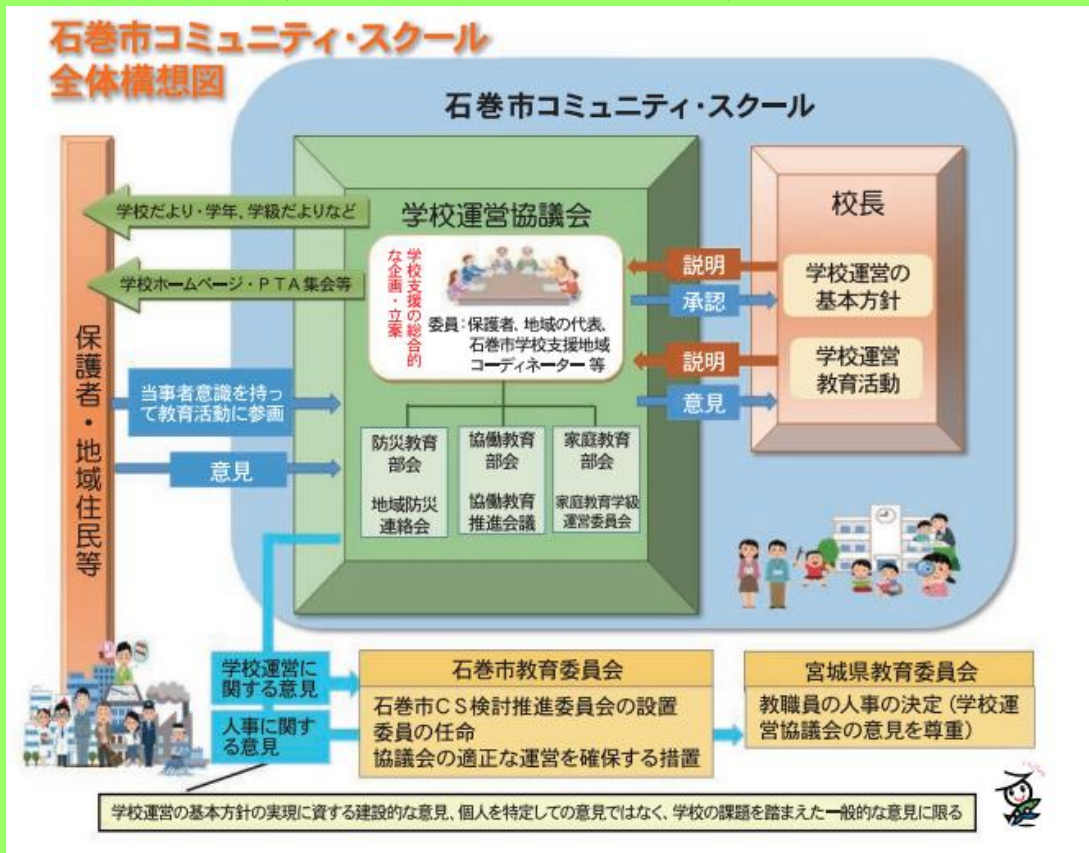 石巻市コミュニティ・スクール
全体構想図
石巻市コミュニティ・スクール
保護者・地域住民等
学校だより・学年、学級だよりなど
学校ホームページ・PTA集会等
当事者意識を持っ
て教育活動に参画
意見
学校運営協議会
学校支援の総合的
な企画・立案
委員：保護者、地域の代表、
石巻市学校支援地域
コーディネーター 等
防災教育
部会
地域防災
連絡会
協働教育
部会
協働教育
推進会議
家庭教育
部会
家庭教育学級
運営委員会
説明
承認
説明
意見
校長
学校運営の
基本方針
学校運営
教育活動
学校運営に
関する意見
人事に関す
る意見
石巻市教育委員会
石巻市CS検討推進委員会の設置
委員の任命
協議会の適正な運営を確保する措置
宮城県教育委員会
教職員の人事の決定（学校運
営協議会の意見を尊重）
学校運営の基本方針の実現に資する建設的な意見、個人を特定しての意見ではなく、学校の課題を踏まえた一般的な意見に限る